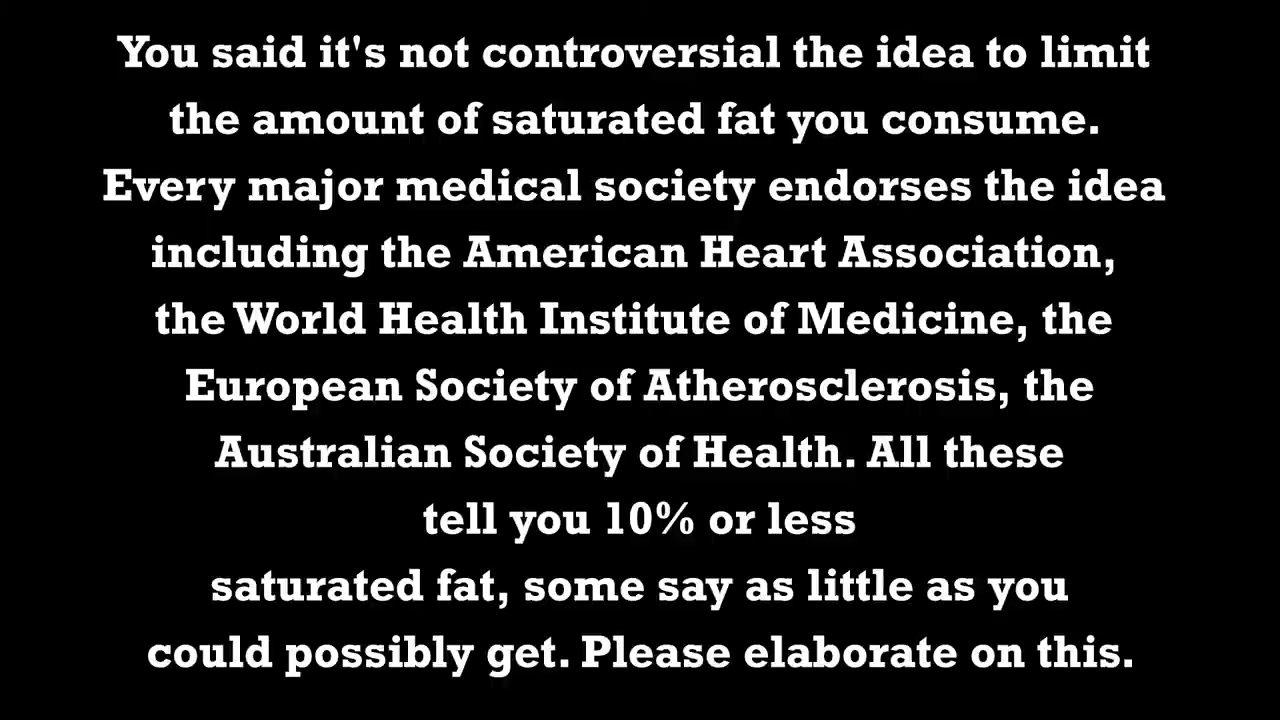 You said it's not controversial the idea to limit
the amount of saturated fat you consume.
Every major medical society endorses the idea
including the American Heart Association,
the World Health Institute of Medicine, the
European Society of Atherosclerosis, the
Australian Society of Health. All these
tell you 10% or less
saturated fat, some say as little as you
could possibly get. Please elaborate on this.